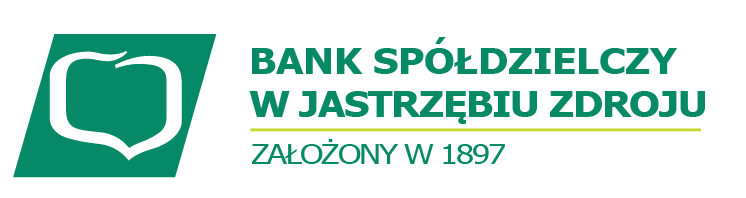 BANK SPÓŁDZIELCZY
W JASTRZĘBIU ZDROJU
ZAŁOŻONY W 1897